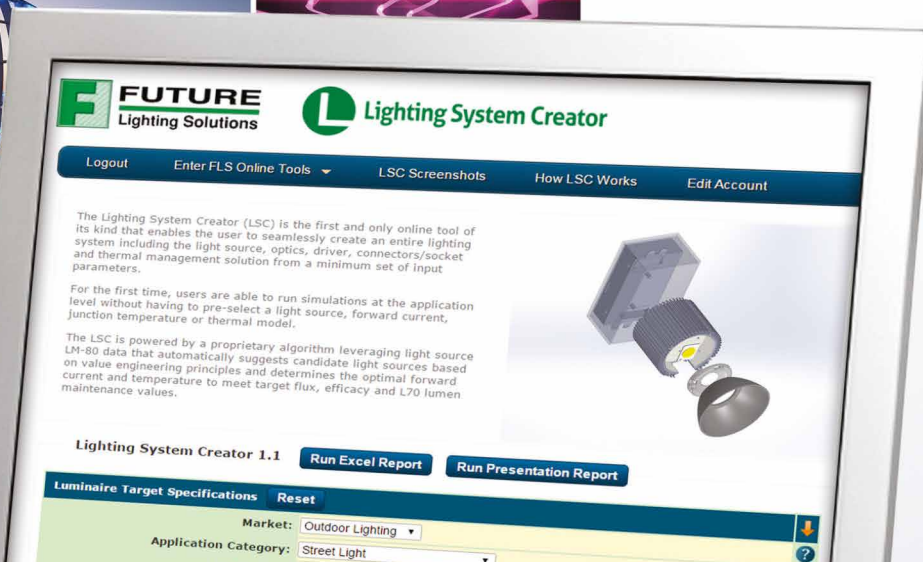 F
FUTURE
Lighting Solutions
L
Lighting System Creator
Logout
Enter FLS Online Tools
LSC Screenshots
How LSC Works
Edit Account
The Lighting System Creator (LSC) is the first and only online tool of
its kind that enables the user to seamlessly create an entire lighting
system including the light source, optics, driver, connectors/socket
and thermal management solution from a minimum set of input
parameters.
For the first time, users are able to run simulations at the application
level without having to pre-select a light source, forward current,
junction temperature or thermal model.
The LSC is powered by a proprietary algorithm leveraging light source
LM-80 data that automatically suggests candidate light sources based
on value engineering principles and determines the optimal forward
current and temperature to meet target flux, efficacy and L70 lumen
maintenance values.
Lighting System Creator 1.1
Run Excel Report
Run Presentation Report
Luminaire Target Specifications
Reset
Market:
Outdoor Lighting
Application Category:
Street Light
?